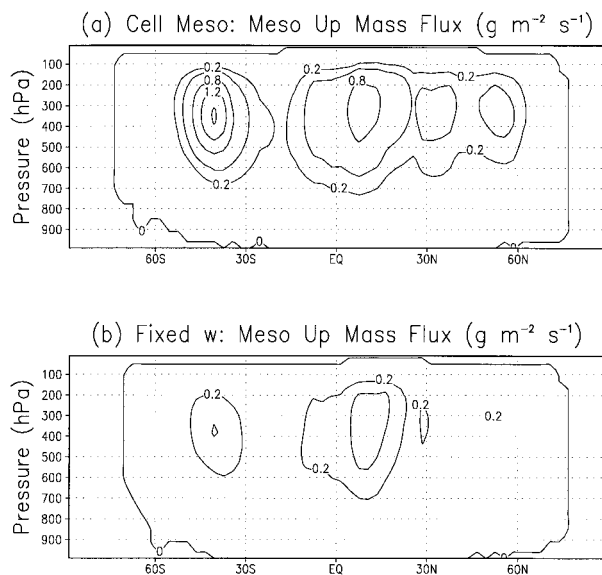 (a) Cell Meso: Meso Up Mass Flux (g m⁻² s⁻¹)
Pressure (hPa)
100
200
300
400
500
600
700
800
900
0.2
0.8
1.2
0.2
0.2
0.8
0.2
0.2
0.2
0.2
0
0
0
60S
30S
EQ
30N
60N
(b) Fixed w: Meso Up Mass Flux (g m⁻² s⁻¹)
Pressure (hPa)
100
200
300
400
500
600
700
800
900
0.2
0.2
0.2
0.2
0.2
0
0
60S
30S
EQ
30N
60N